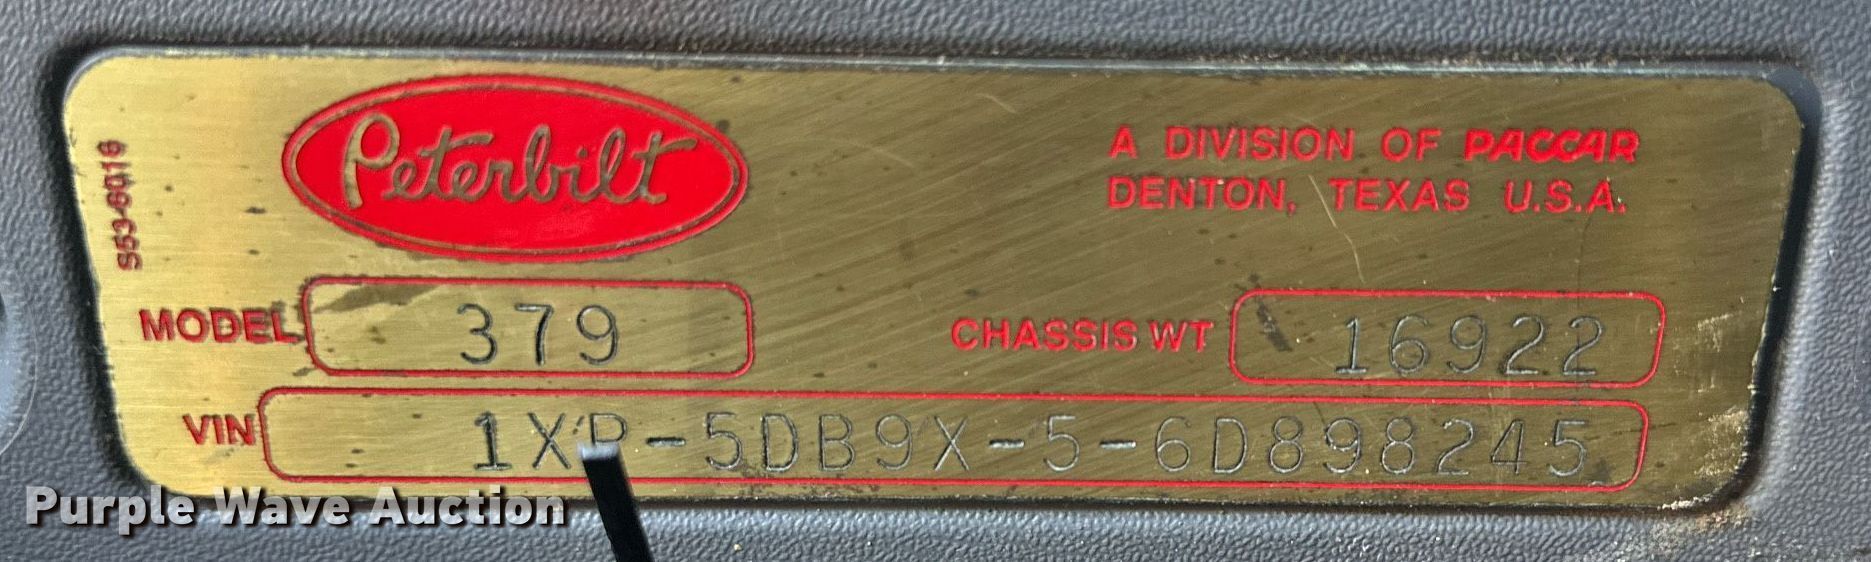 S53-6016
Peterbilt
A DIVISION OF PACCAR
DENTON, TEXAS U.S.A.
MODEL 379
CHASSIS WT 16922
VIN 1XP-5DB9X-5-6D898245
Purple Wave Auction